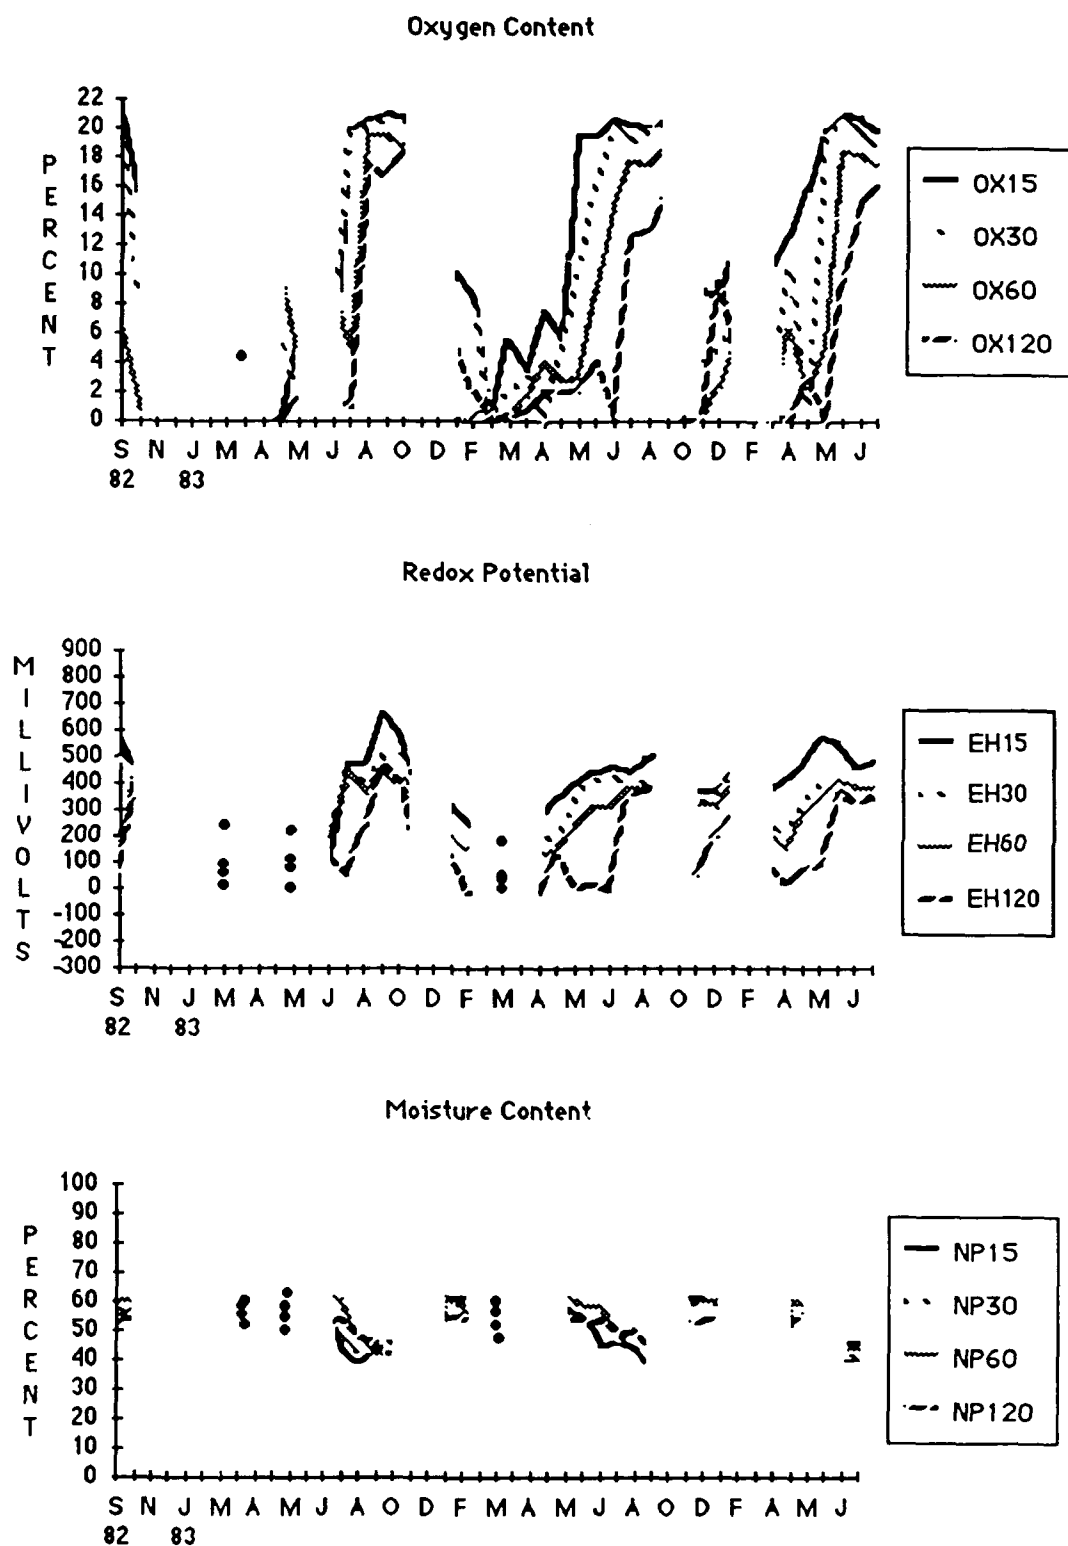 Oxygen Content
PERCENT
22
20
18
16
14
12
10
8
6
4
2
0
S N J M A M J A O D F M A M J A O D F A M J
82 83
OX15
OX30
OX60
OX120
Redox Potential
MILLIVOLTS
900
800
700
600
500
400
300
200
100
0
-100
-200
-300
S N J M A M J A O D F M A M J A O D F A M J
82 83
EH15
EH30
EH60
EH120
Moisture Content
PERCENT
100
90
80
70
60
50
40
30
20
10
0
S N J M A M J A O D F M A M J A O D F A M J
82 83
NP15
NP30
NP60
NP120